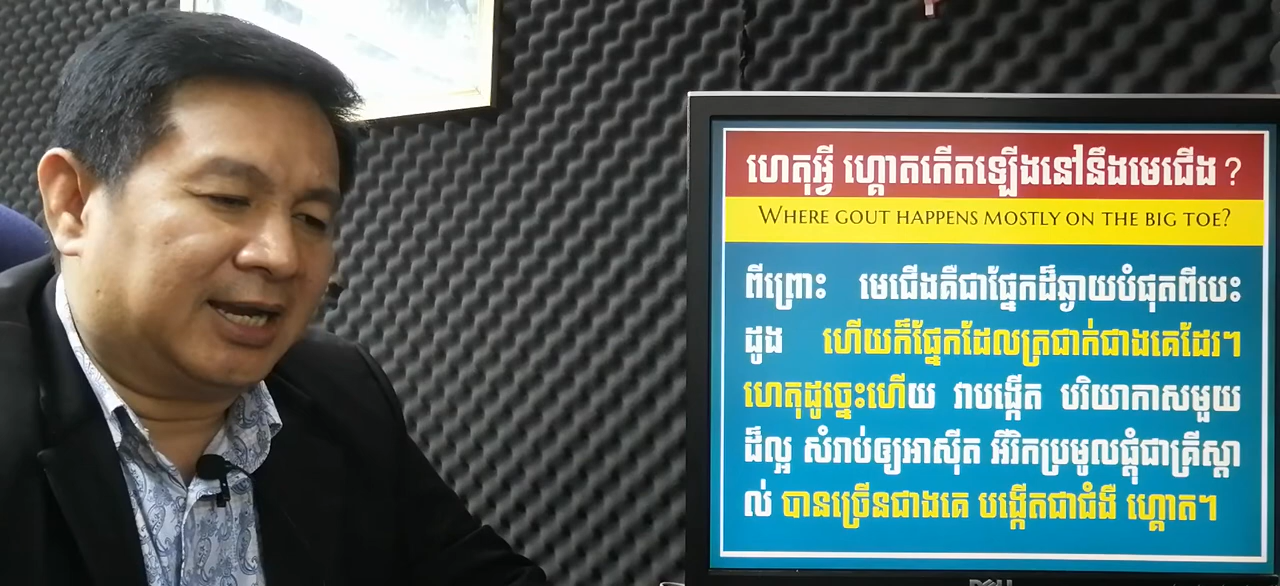 ហេតុអ្វី ហ្គោតកើតឡើងនៅនឹងមេជើង ?
Where gout happens mostly on the big toe?
ពីព្រោះ មេជើងគឺជាផ្នែកដ៏ឆ្ងាយបំផុតពីបេះ
ដូង ហើយក៏ផ្នែកដែលត្រជាក់ជាងគេដែរ។
ហេតុដូច្នេះហើយ វាបង្កើត បរិយាកាសមួយ
ដ៏ល្អ សំរាប់ឲ្យអាស៊ីត អ៊ីរិកប្រមូលផ្ដុំជាគ្រីស្តា
ល់ បានច្រើនជាងគេ បង្កើតជាជំងឺ ហ្គោត។